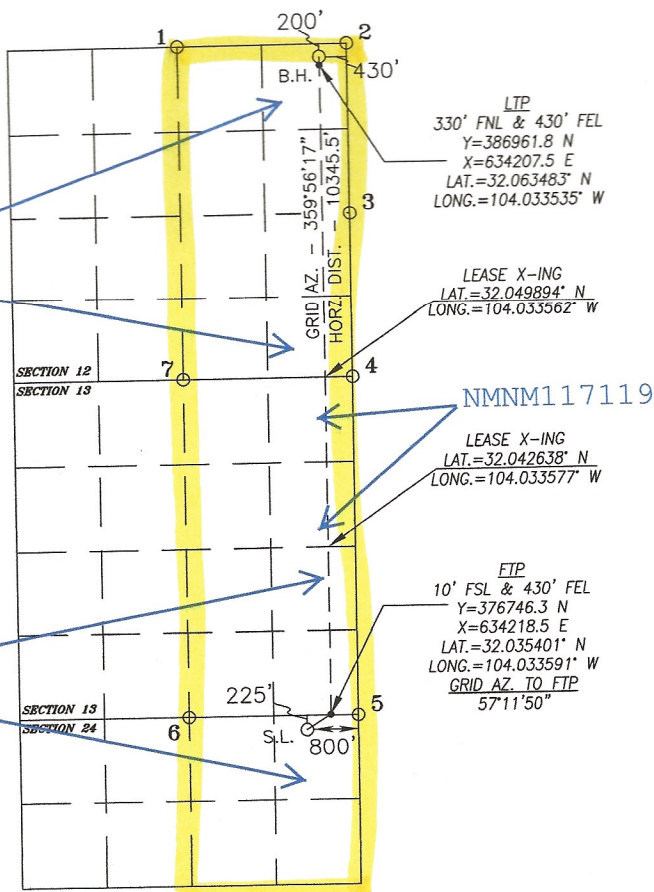 1
200'
2
B.H.
430'
LTP
330' FNL & 430' FEL
Y=386961.8 N
X=634207.5 E
LAT.=32.063483° N
LONG.=104.033535° W
GRID AZ. - 359°56'17"
HORZ. DIST. - 10345.5'
3
LEASE X-ING
LAT.=32.049894° N
LONG.=104.033562° W
SECTION 12
7
4
SECTION 13
NMNM117119
LEASE X-ING
LAT.=32.042638° N
LONG.=104.033577° W
FTP
10' FSL & 430' FEL
Y=376746.3 N
X=634218.5 E
LAT.=32.035401° N
LONG.=104.033591° W
GRID AZ. TO FTP
57°11'50"
SECTION 13
6
225'
5
SECTION 24
S.L.
800'